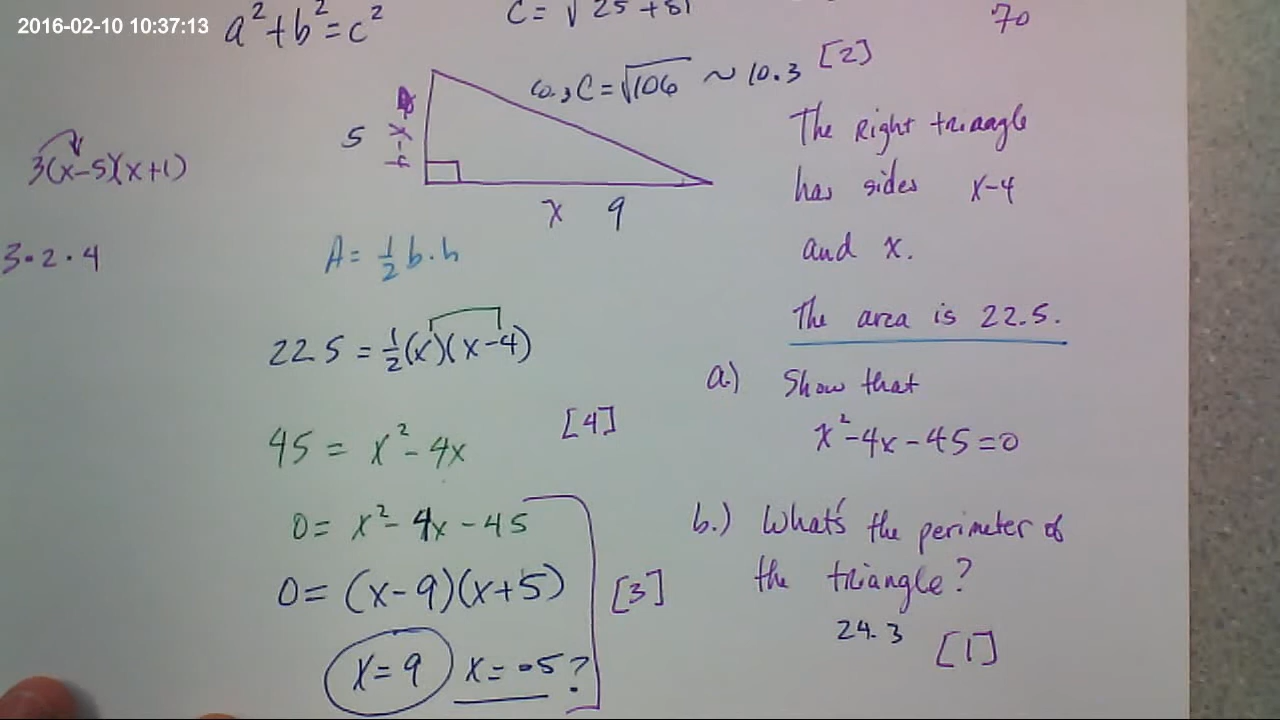 2016-02-10 10:37:13
a²+b²=c²
C= √25+81
70
10.3 C=√106 ~ 10.3 [2]
5 x-4
x 9
3(x-5)(x+1)
3·2·4
A= ½ b·h
22.5 = ½(x)(x-4)
45 = x²-4x
[4]
0= x²-4x-45
0= (x-9)(x+5)
[3]
x=9 x=-5?
The Right triangle
has sides x-4
and x.
The area is 22.5.
a.) Show that
x²-4x-45=0
b.) What's the perimeter of
the triangle?
24.3 [1]